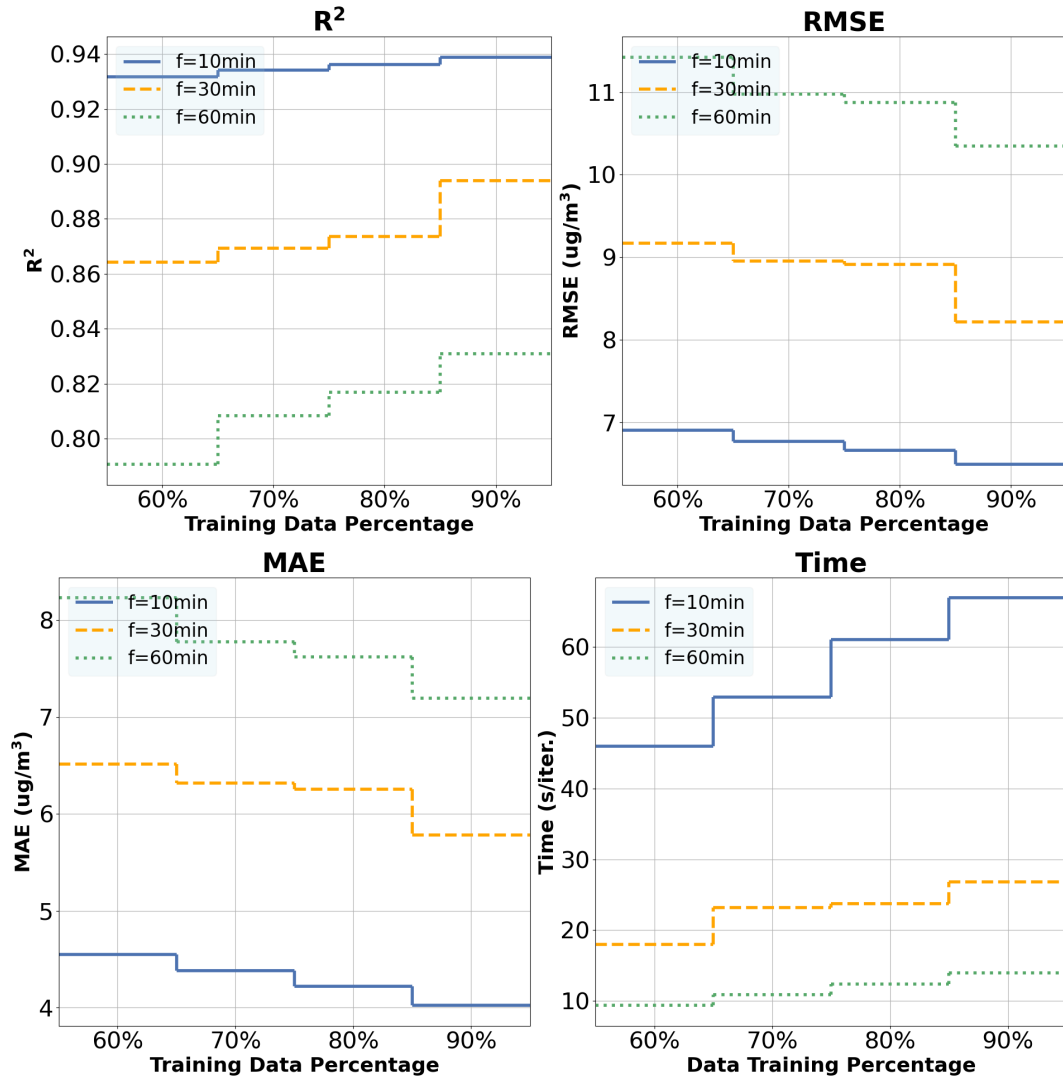 R²
0.94
0.92
0.90
0.88
0.86
0.84
0.82
0.80
R²
f=10min
f=30min
f=60min
60%
70%
80%
90%
Training Data Percentage
RMSE
11
10
9
8
7
RMSE (ug/m³)
f=10min
f=30min
f=60min
60%
70%
80%
90%
Training Data Percentage
MAE
8
7
6
5
4
MAE (ug/m³)
f=10min
f=30min
f=60min
60%
70%
80%
90%
Training Data Percentage
Time
60
50
40
30
20
10
Time (s/iter.)
f=10min
f=30min
f=60min
60%
70%
80%
90%
Data Training Percentage